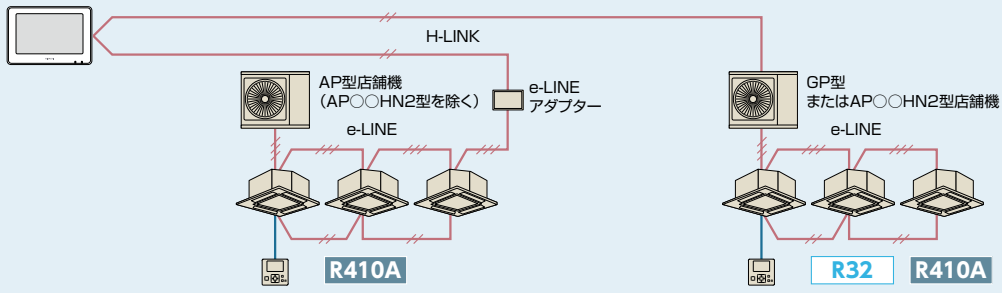 H-LINK
AP型店舗機
（AP○○HN2型を除く）
e-LINE
アダプター
e-LINE
R410A
GP型
またはAP○○HN2型店舗機
e-LINE
R32
R410A